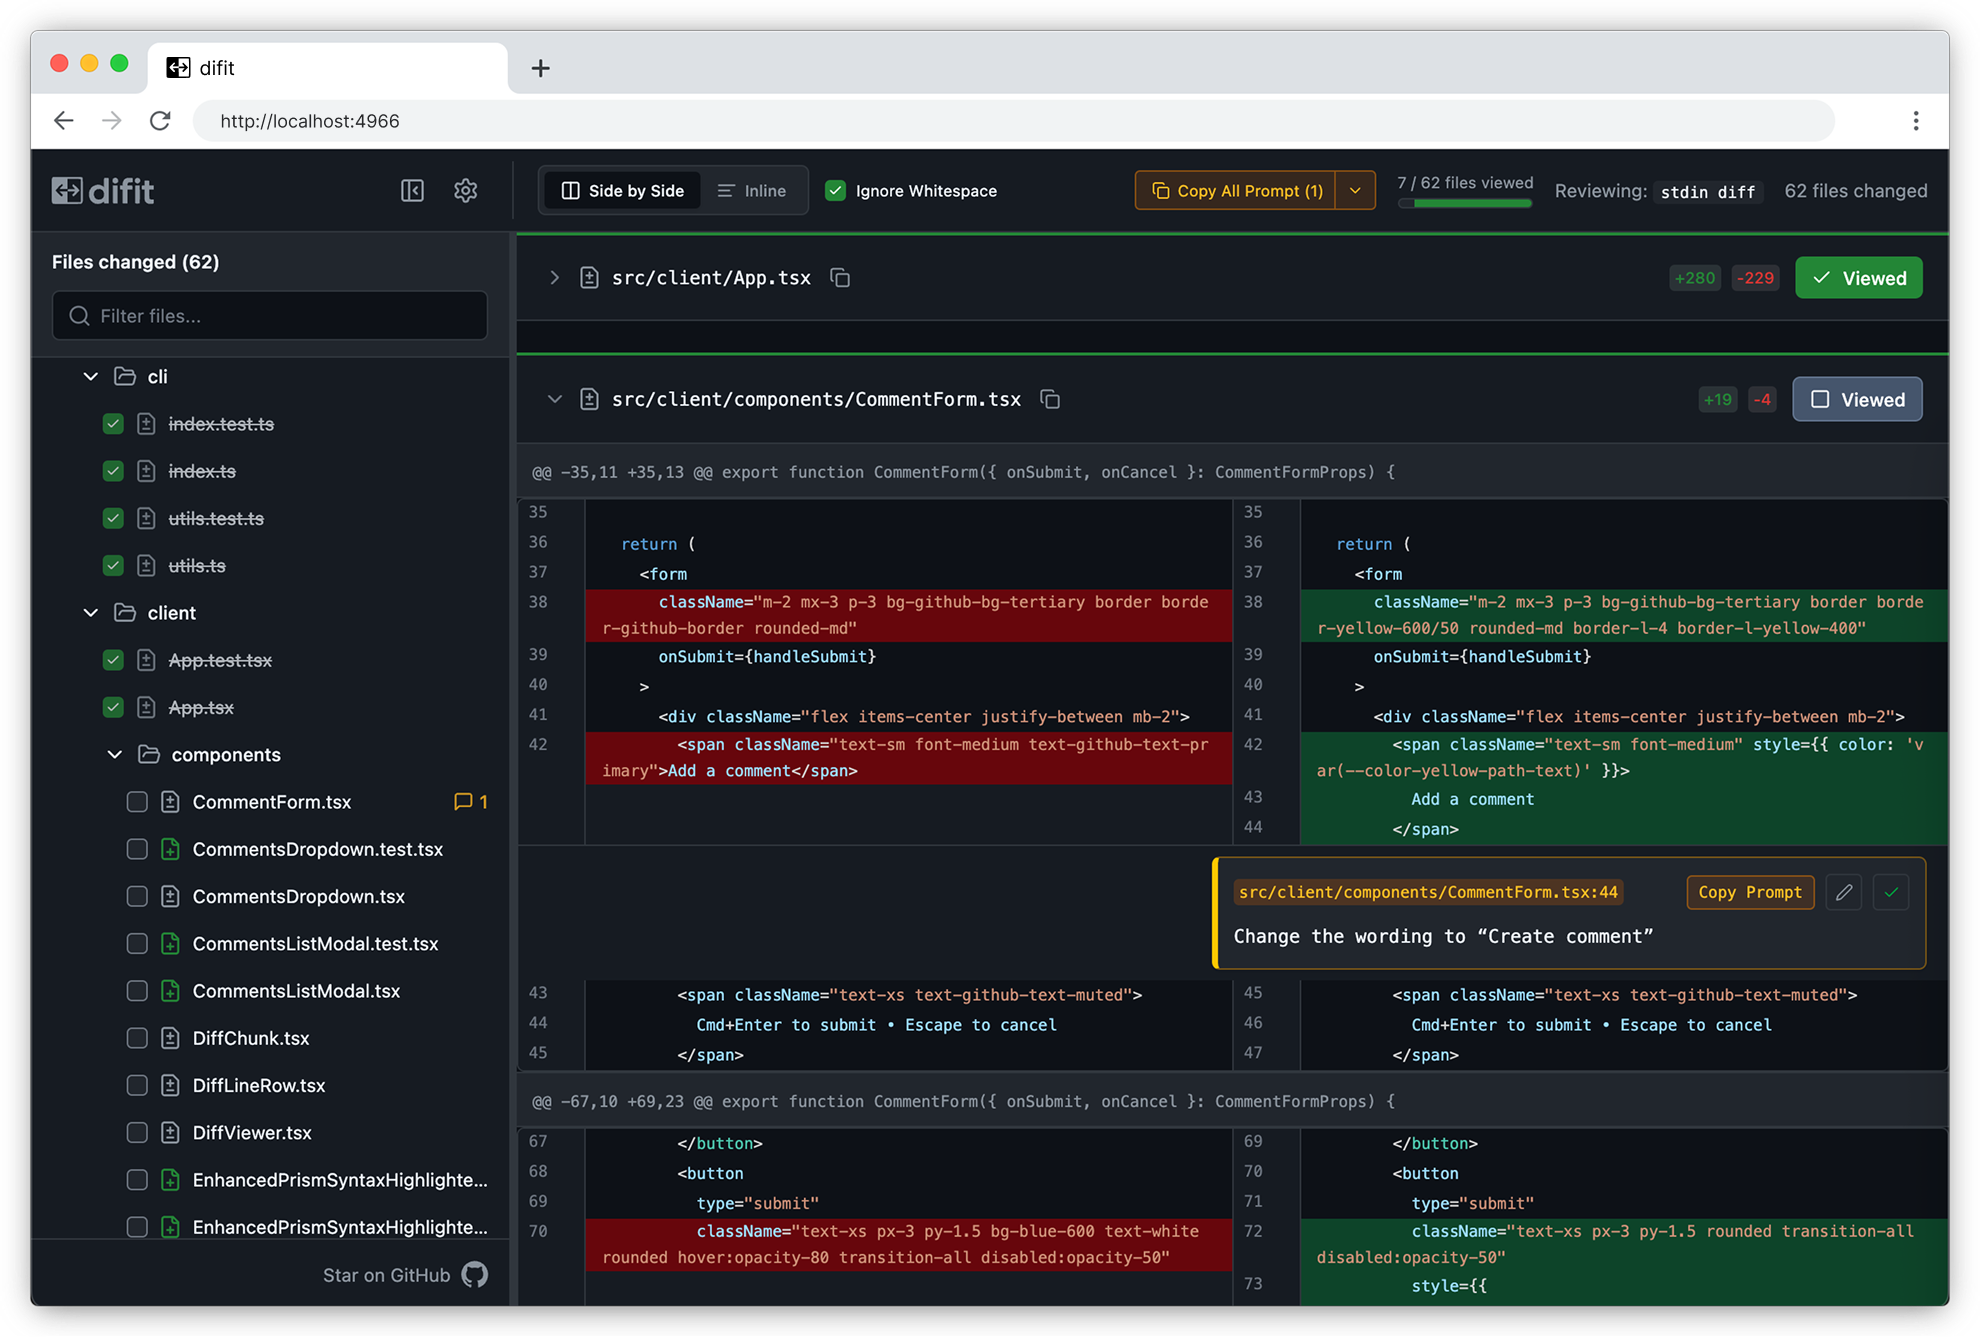 difit
http://localhost:4966
difit
Side by Side
Inline
Ignore Whitespace
Copy All Prompt (1)
7 / 62 files viewed
Reviewing: stdin diff
62 files changed
Files changed (62)
Filter files...
cli
index.test.ts
index.ts
utils.test.ts
utils.ts
client
App.test.tsx
App.tsx
components
CommentForm.tsx 1
CommentsDropdown.test.tsx
CommentsDropdown.tsx
CommentsListModal.test.tsx
CommentsListModal.tsx
DiffChunk.tsx
DiffLineRow.tsx
DiffViewer.tsx
EnhancedPrismSyntaxHighlighte...
EnhancedPrismSyntaxHighlighte...
Star on GitHub
src/client/App.tsx +280 -229 Viewed
src/client/components/CommentForm.tsx +19 -4 Viewed
@@ -35,11 +35,13 @@ export function CommentForm({ onSubmit, onCancel }: CommentFormProps) {
35
36 return (
37 <form
38 className="m-2 mx-3 p-3 bg-github-bg-tertiary border borde
r-github-border rounded-md"
39 onSubmit={handleSubmit}
40 >
41 <div className="flex items-center justify-between mb-2">
42 <span className="text-sm font-medium text-github-text-pr
imary">Add a comment</span>
35
36 return (
37 <form
38 className="m-2 mx-3 p-3 bg-github-bg-tertiary border borde
r-yellow-600/50 rounded-md border-l-4 border-l-yellow-400"
39 onSubmit={handleSubmit}
40 >
41 <div className="flex items-center justify-between mb-2">
42 <span className="text-sm font-medium" style={{ color: 'v
ar(--color-yellow-path-text)' }}>
43 Add a comment
44 </span>
src/client/components/CommentForm.tsx:44
Copy Prompt
Change the wording to “Create comment”
43 <span className="text-xs text-github-text-muted">
44 Cmd+Enter to submit • Escape to cancel
45 </span>
45 <span className="text-xs text-github-text-muted">
46 Cmd+Enter to submit • Escape to cancel
47 </span>
@@ -67,10 +69,23 @@ export function CommentForm({ onSubmit, onCancel }: CommentFormProps) {
67 </button>
68 <button
69 type="submit"
70 className="text-xs px-3 py-1.5 bg-blue-600 text-white
rounded hover:opacity-80 transition-all disabled:opacity-50"
69 </button>
70 <button
71 type="submit"
72 className="text-xs px-3 py-1.5 rounded transition-all
disabled:opacity-50"
73 style={{